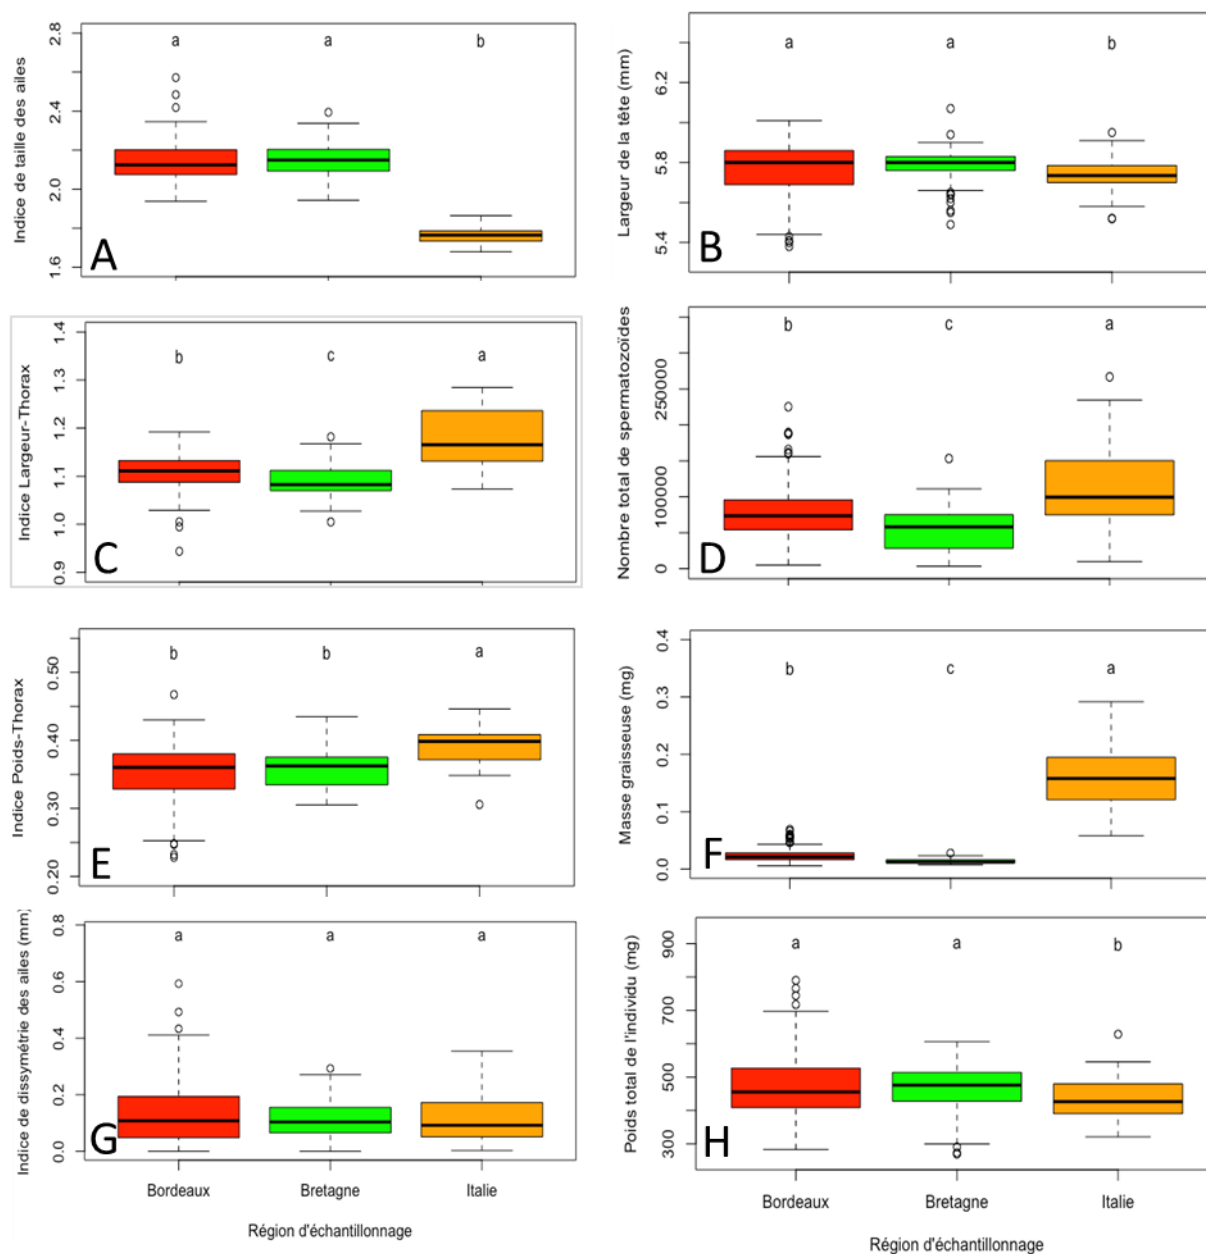 Indice de taille des ailes
2.8
2.4
2.0
1.6
a a b
A
Largeur de la tête (mm)
6.2
5.8
5.4
a a b
B
Indice Largeur-Thorax
1.4
1.3
1.2
1.1
1.0
0.9
b c a
C
Nombre total de spermatozoïdes
250000
100000
0
b c a
D
Indice Poids-Thorax
0.50
0.40
0.30
0.20
b b a
E
Masse graisseuse (mg)
0.4
0.3
0.2
0.1
0.0
b c a
F
Indice de dissymétrie des ailes (mm)
0.8
0.6
0.4
0.2
0.0
a a a
G
Bordeaux Bretagne Italie
Région d'échantillonnage
Poids total de l'individu (mg)
900
700
500
300
a a b
H
Bordeaux Bretagne Italie
Région d'échantillonnage